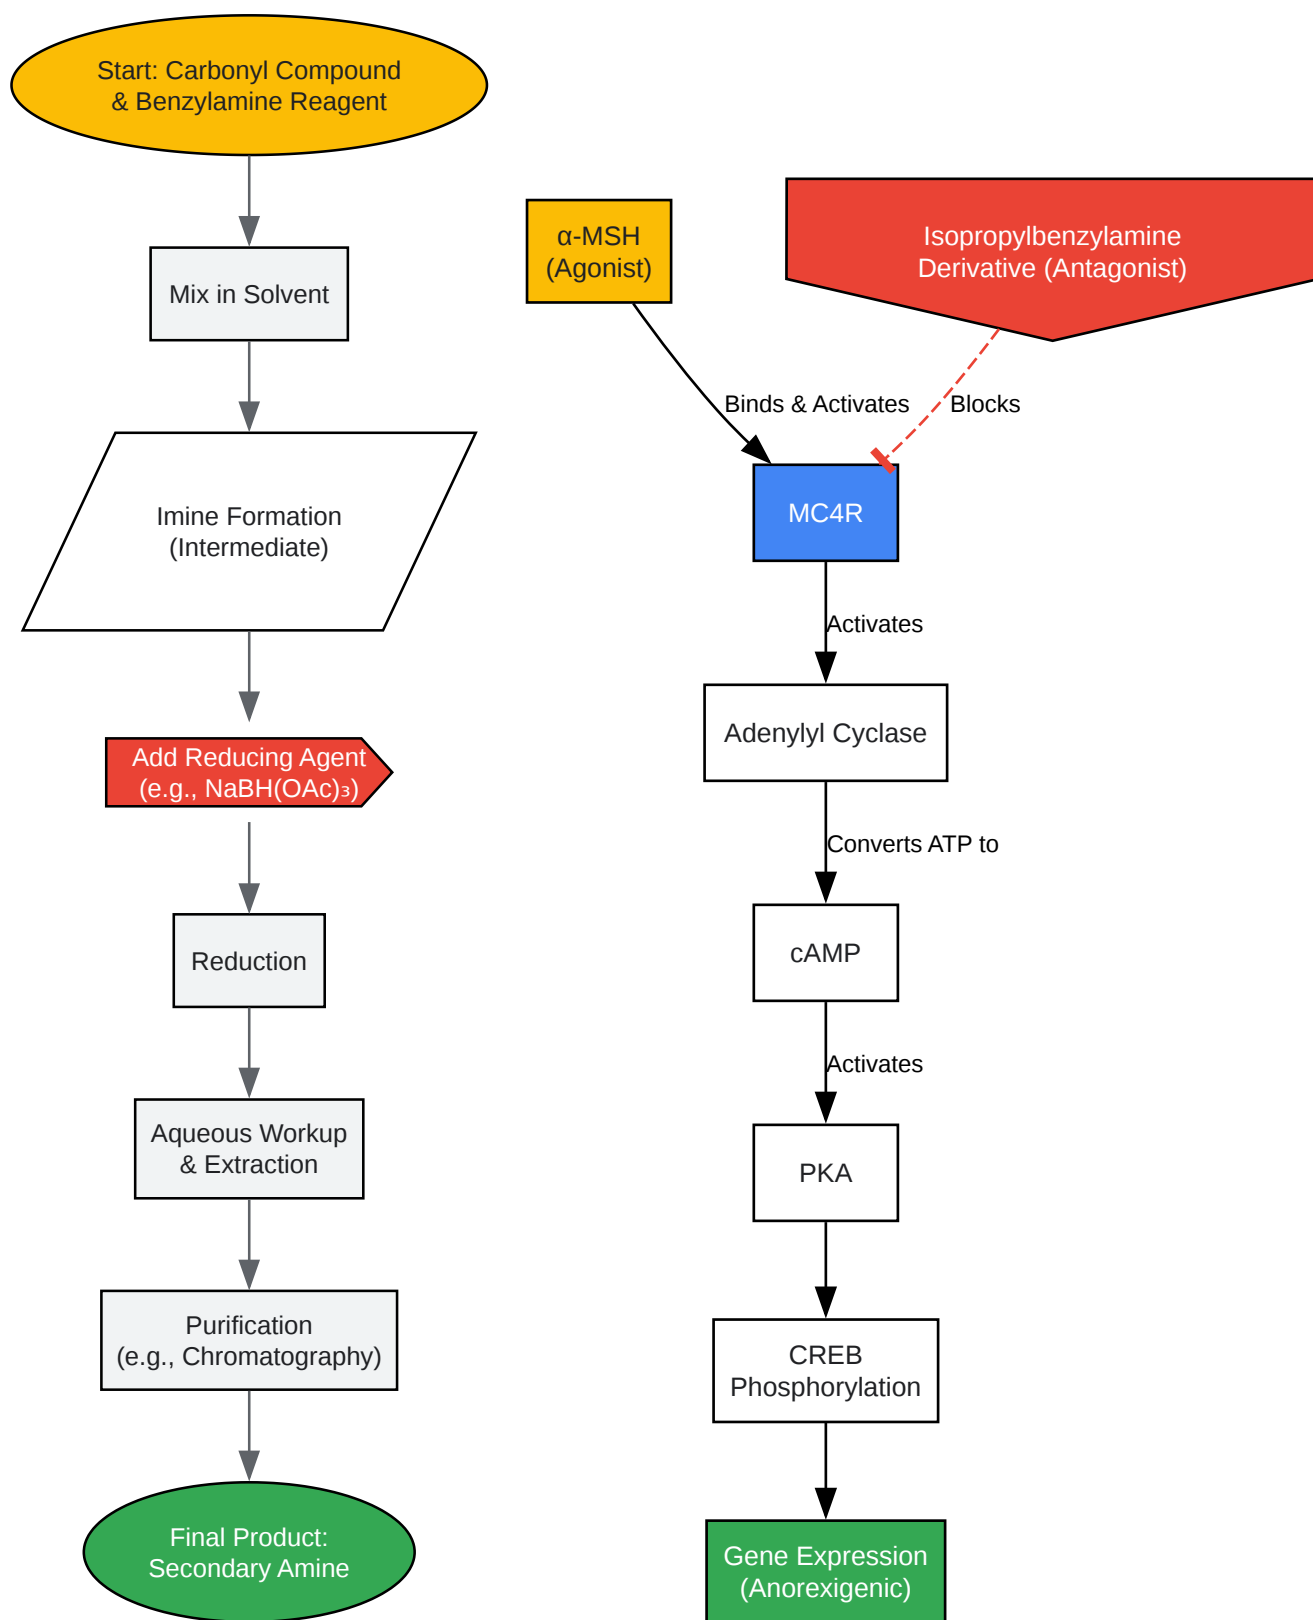 Start: Carbonyl Compound
& Benzylamine Reagent
Mix in Solvent
Imine Formation
(Intermediate)
Add Reducing Agent
(e.g., NaBH(OAc)₃)
Reduction
Aqueous Workup
& Extraction
Purification
(e.g., Chromatography)
Final Product:
Secondary Amine
α-MSH
(Agonist)
Isopropylbenzylamine
Derivative (Antagonist)
Binds & Activates
Blocks
MC4R
Activates
Adenylyl Cyclase
Converts ATP to
cAMP
Activates
PKA
CREB
Phosphorylation
Gene Expression
(Anorexigenic)